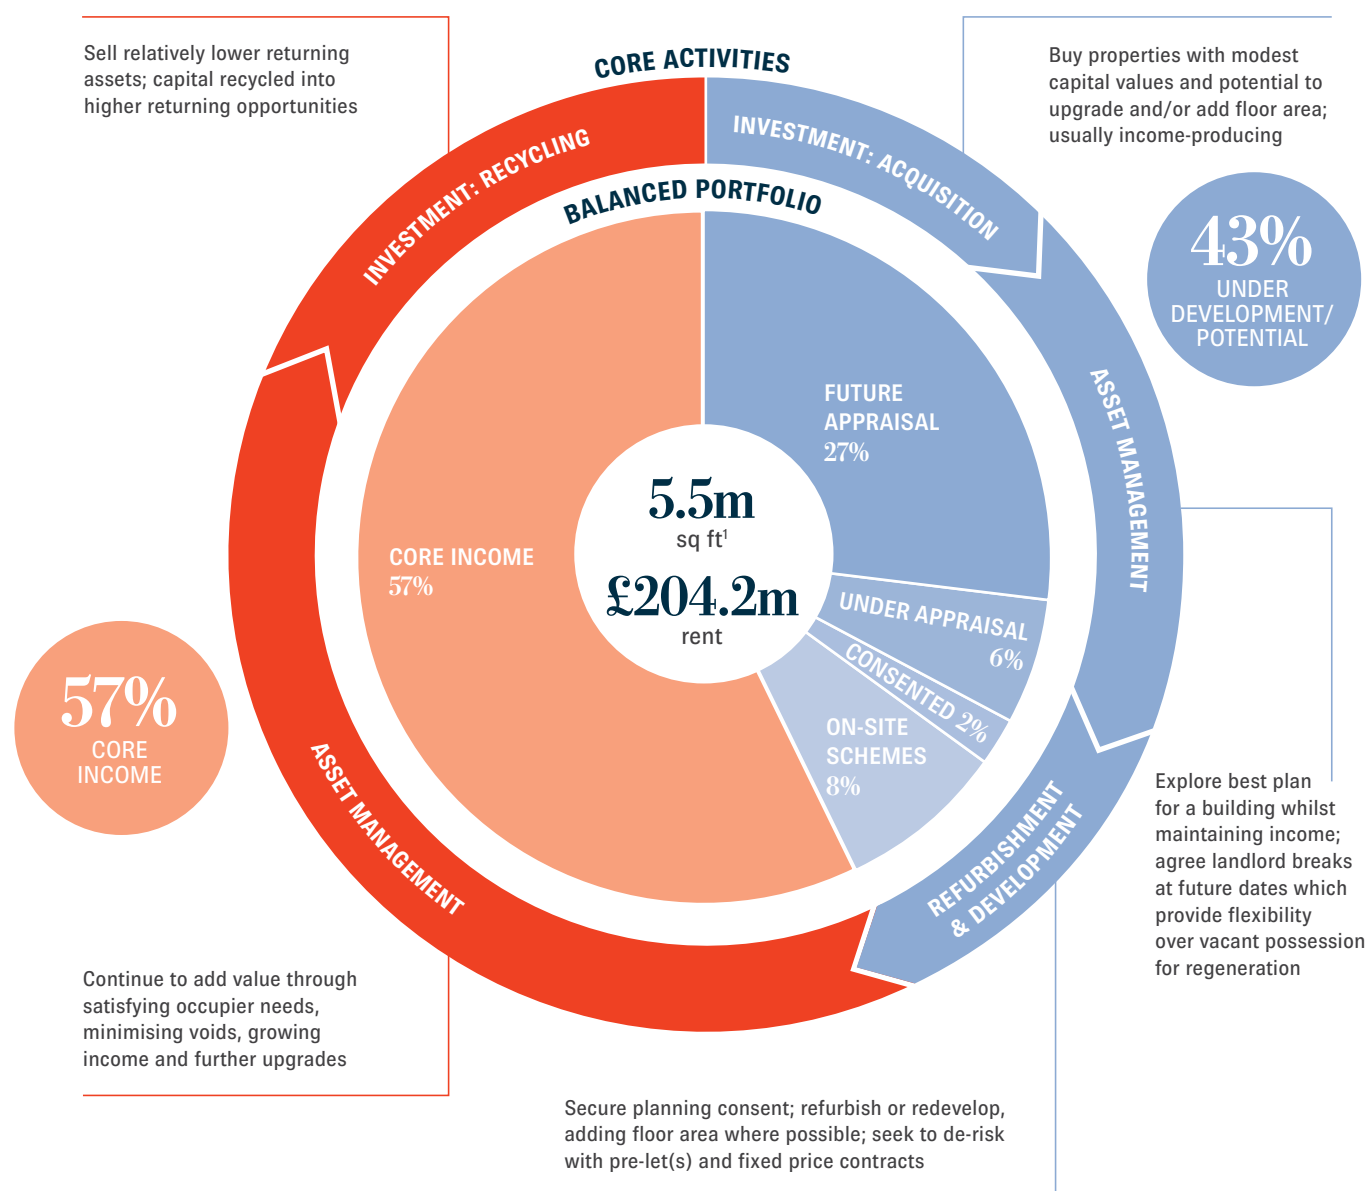 Sell relatively lower returning
assets; capital recycled into
higher returning opportunities
CORE ACTIVITIES
Buy properties with modest
capital values and potential to
upgrade and/or add floor area;
usually income-producing
INVESTMENT: RECYCLING
INVESTMENT: ACQUISITION
BALANCED PORTFOLIO
43%
UNDER
DEVELOPMENT/
POTENTIAL
ASSET MANAGEMENT
FUTURE
APPRAISAL
27%
5.5m
sq ft¹
£204.2m
rent
CORE INCOME
57%
UNDER APPRAISAL
6%
CONSENTED 2%
ON-SITE
SCHEMES
8%
57%
CORE
INCOME
ASSET MANAGEMENT
REFURBISHMENT
& DEVELOPMENT
Explore best plan
for a building whilst
maintaining income;
agree landlord breaks
at future dates which
provide flexibility
over vacant possession
for regeneration
Continue to add value through
satisfying occupier needs,
minimising voids, growing
income and further upgrades
Secure planning consent; refurbish or redevelop,
adding floor area where possible; seek to de-risk
with pre-let(s) and fixed price contracts